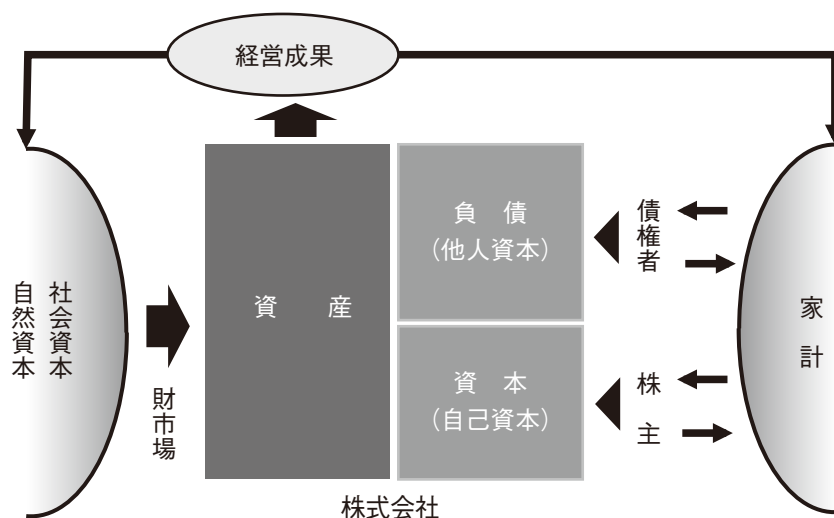 経営成果
社会資本
自然資本
財市場
資　産
負　債
（他人資本）
資　本
（自己資本）
債権者
株主
家計
株式会社